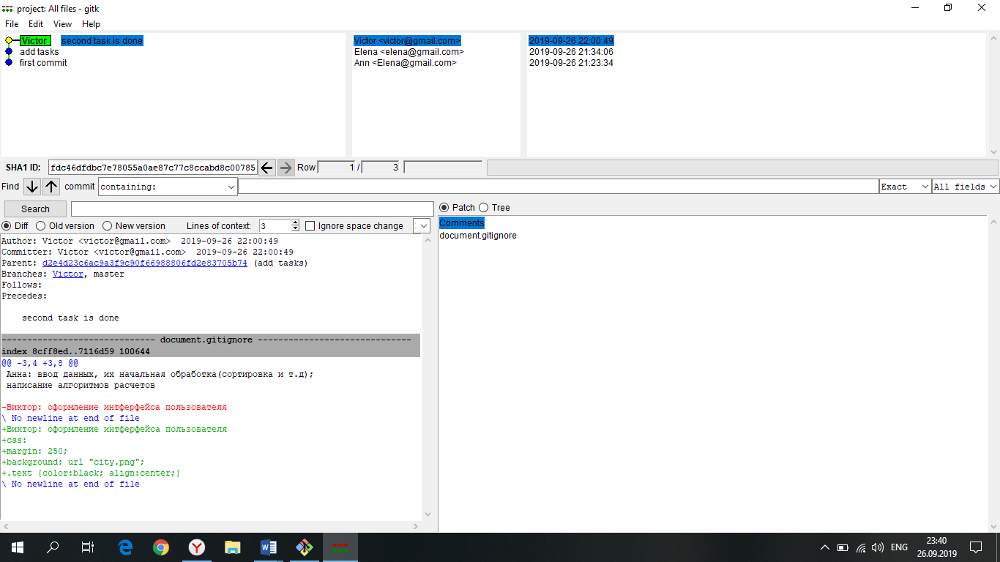 project: All files - gitk
File Edit View Help
Victor second task is done Victor <victor@gmail.com> 2019-09-26 22:00:49
add tasks Elena <elena@gmail.com> 2019-09-26 21:34:06
first commit Ann <Elena@gmail.com> 2019-09-26 21:23:34
SHA1 ID: fdc46dfdbc7e78055a0ae87c77c8ccabd8c00785 Row 1 / 3
Find commit containing: Exact All fields
Search
Patch Tree
Diff Old version New version Lines of context: 3 Ignore space change
Comments
document.gitignore
Author: Victor <victor@gmail.com> 2019-09-26 22:00:49
Committer: Victor <victor@gmail.com> 2019-09-26 22:00:49
Parent: d2e4d23c6ac9a3f9c90f66988806fd2e83705b74 (add tasks)
Branches: Victor, master
Follows:
Precedes:
second task is done
------------------------------ document.gitignore ------------------------------
index 8cff8ed..7116d59 100644
@@ -3,4 +3,8 @@
Анна: ввод данных, их начальная обработка(сортировка и т.д);
написание алгоритмов расчетов
-Виктор: оформление интферфейса пользователя
\ No newline at end of file
+Виктор: оформление интферфейса пользователя
+css:
+margin: 250;
+background: url "city.png";
+.text {color:black; align:center;}
\ No newline at end of file
ENG
23:40
26.09.2019